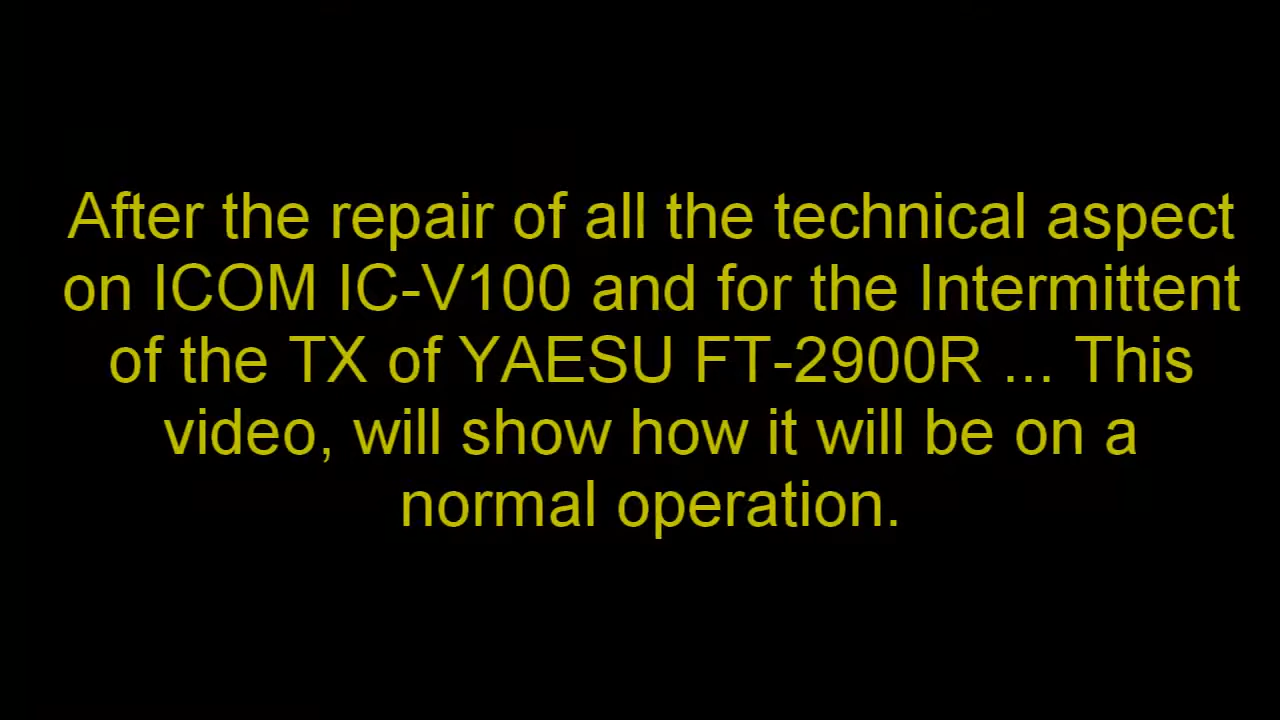 After the repair of all the technical aspect
on ICOM IC-V100 and for the Intermittent
of the TX of YAESU FT-2900R ... This
video, will show how it will be on a
normal operation.